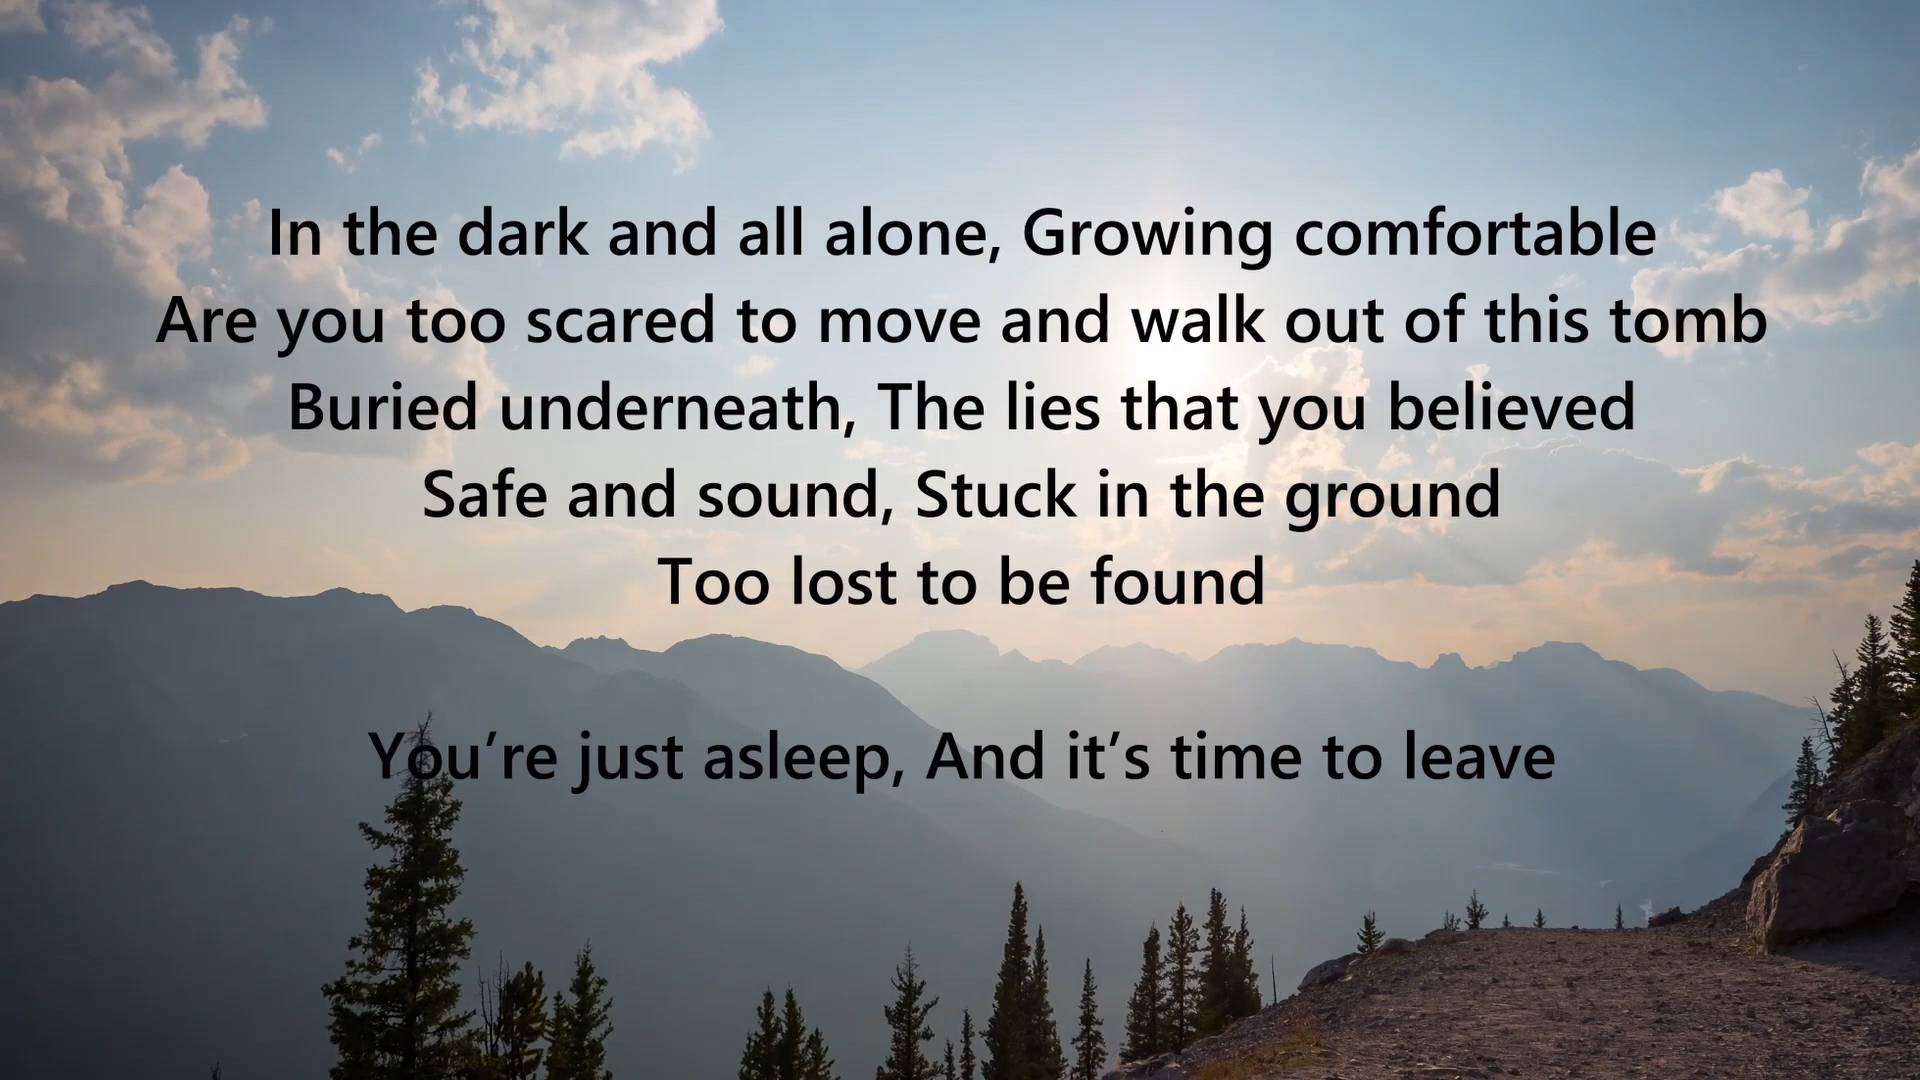 In the dark and all alone, Growing comfortable
Are you too scared to move and walk out of this tomb
Buried underneath, The lies that you believed
Safe and sound, Stuck in the ground
Too lost to be found
You’re just asleep, And it’s time to leave